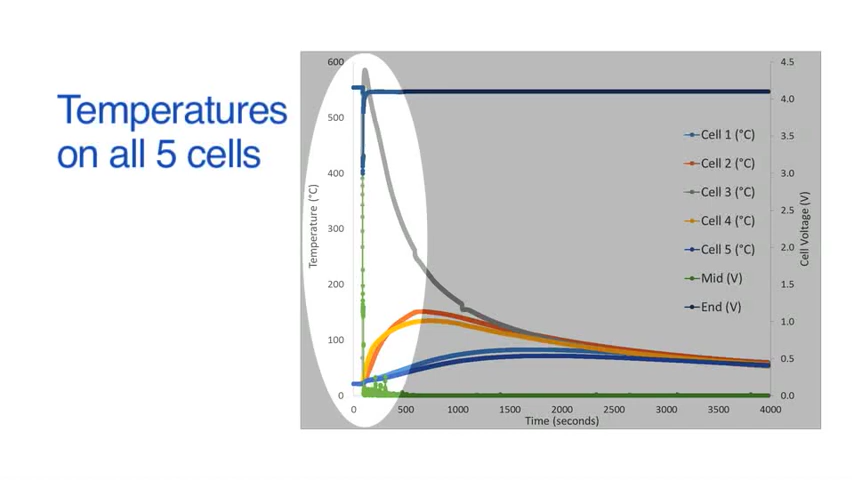 Temperatures
on all 5 cells
600
500
400
300
200
100
0
Temperature (°C)
4.5
4.0
3.5
3.0
2.5
2.0
1.5
1.0
0.5
0.0
Cell Voltage (V)
Cell 1 (°C)
Cell 2 (°C)
Cell 3 (°C)
Cell 4 (°C)
Cell 5 (°C)
Mid (V)
End (V)
0 500 1000 1500 2000 2500 3000 3500 4000
Time (seconds)